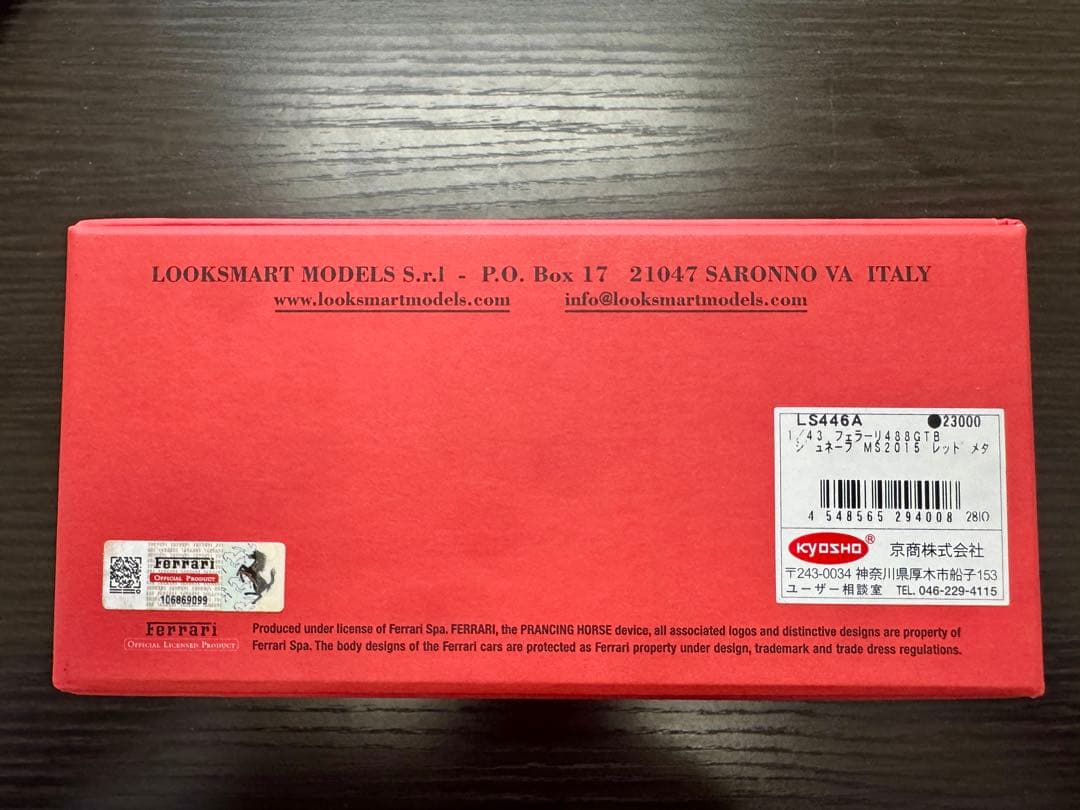 LOOKSMART MODELS S.r.l - P.O. Box 17 21047 SARONNO VA ITALY
www.looksmartmodels.com info@looksmartmodels.com
LS446A ●23000
1/43 フェラーリ488GTB
ジュネーブ MS2015 レッド メタ
4 548565 294008 2810
KYOSHO® 京商株式会社
〒243-0034 神奈川県厚木市船子153
ユーザー相談室 TEL. 046-229-4115
Ferrari
OFFICIAL PRODUCT
106869099
Ferrari
OFFICIAL LICENSED PRODUCT
Produced under license of Ferrari Spa. FERRARI, the PRANCING HORSE device, all associated logos and distinctive designs are property of
Ferrari Spa. The body designs of the Ferrari cars are protected as Ferrari property under design, trademark and trade dress regulations.